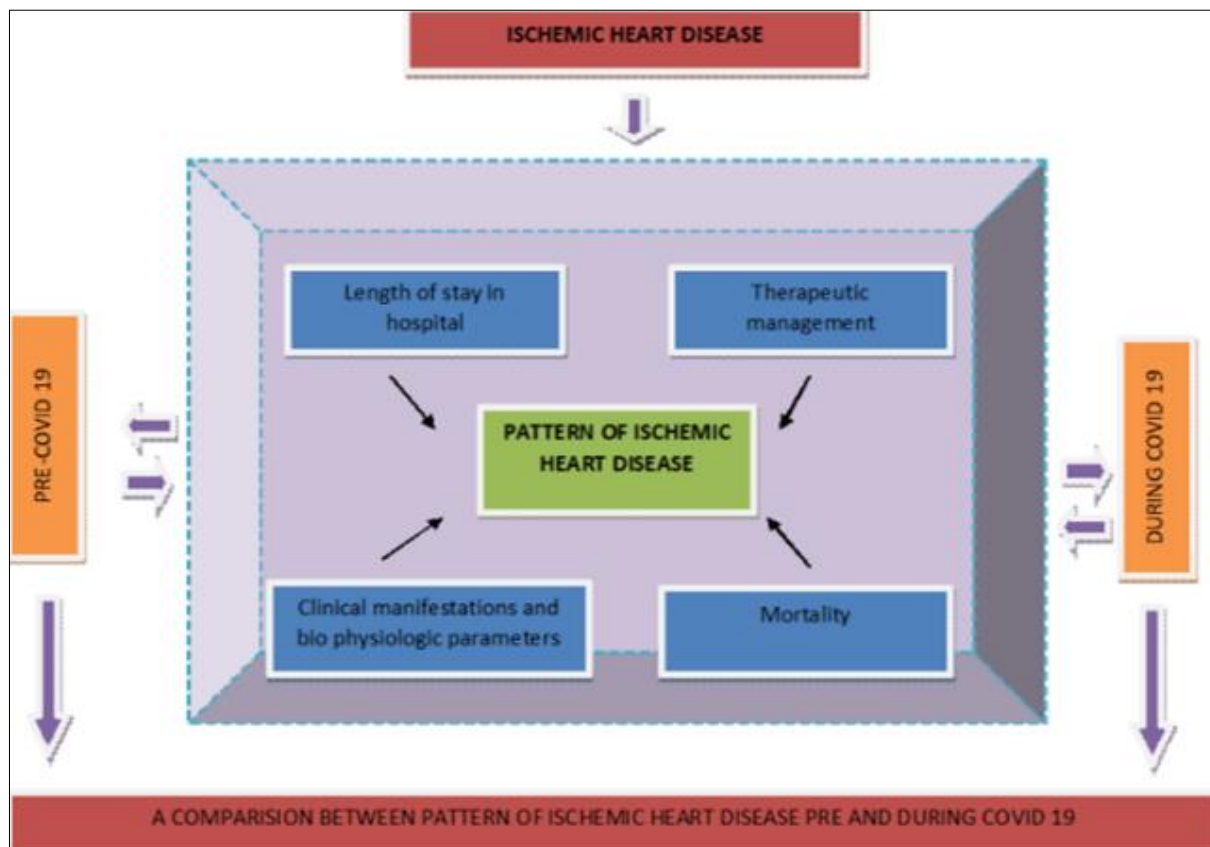 ISCHEMIC HEART DISEASE
Length of stay in
hospital
Therapeutic
management
PRE-COVID 19
PATTERN OF ISCHEMIC
HEART DISEASE
DURING COVID 19
Clinical manifestations and
bio physiologic parameters
Mortality
A COMPARISION BETWEEN PATTERN OF ISCHEMIC HEART DISEASE PRE AND DURING COVID 19